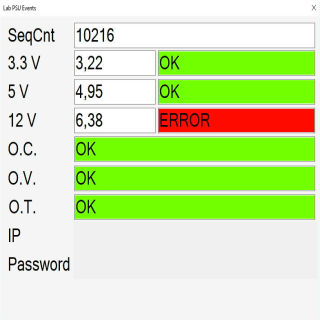 Lab PSU Events X
SeqCnt 10216
3.3 V 3,22 OK
5 V 4,95 OK
12 V 6,38 ERROR
O.C. OK
O.V. OK
O.T. OK
IP
Password